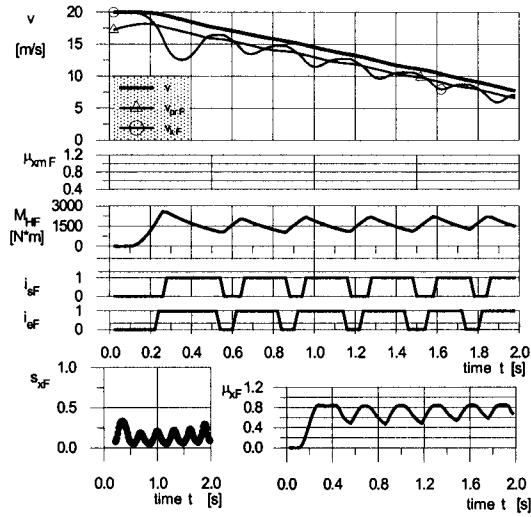 v
[m/s]
20
15
10
5
0
v
v_pr F
v_k F
μ_xm F
1.2
0.8
0.4
M_HF
[N*m]
3000
1500
0
i_sF
1
0
i_eF
1
0
0.0 0.2 0.4 0.6 0.8 1.0 1.2 1.4 1.6 1.8 2.0
time t [s]
s_xF
1.0
0.5
0.0
0.0 1.0 2.0
time t [s]
μ_xF
1.2
0.8
0.4
0.0
0.0 0.4 0.8 1.2 1.6 2.0
time t [s]